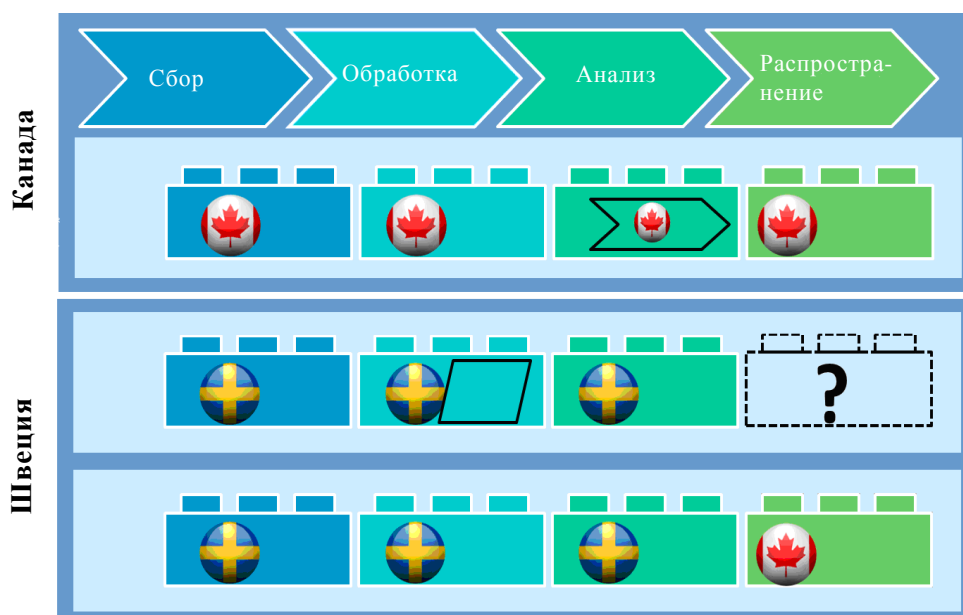 Сбор
Обработка
Анализ
Распростра-
нение
Канада
Швеция
?